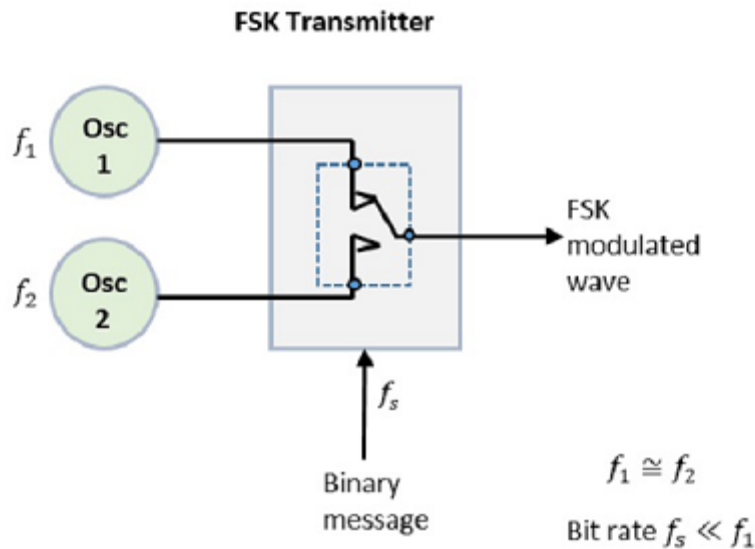 FSK Transmitter
f₁
Osc
1
f₂
Osc
2
FSK
modulated
wave
fₛ
Binary
message
f₁ ≅ f₂
Bit rate fₛ ≪ f₁